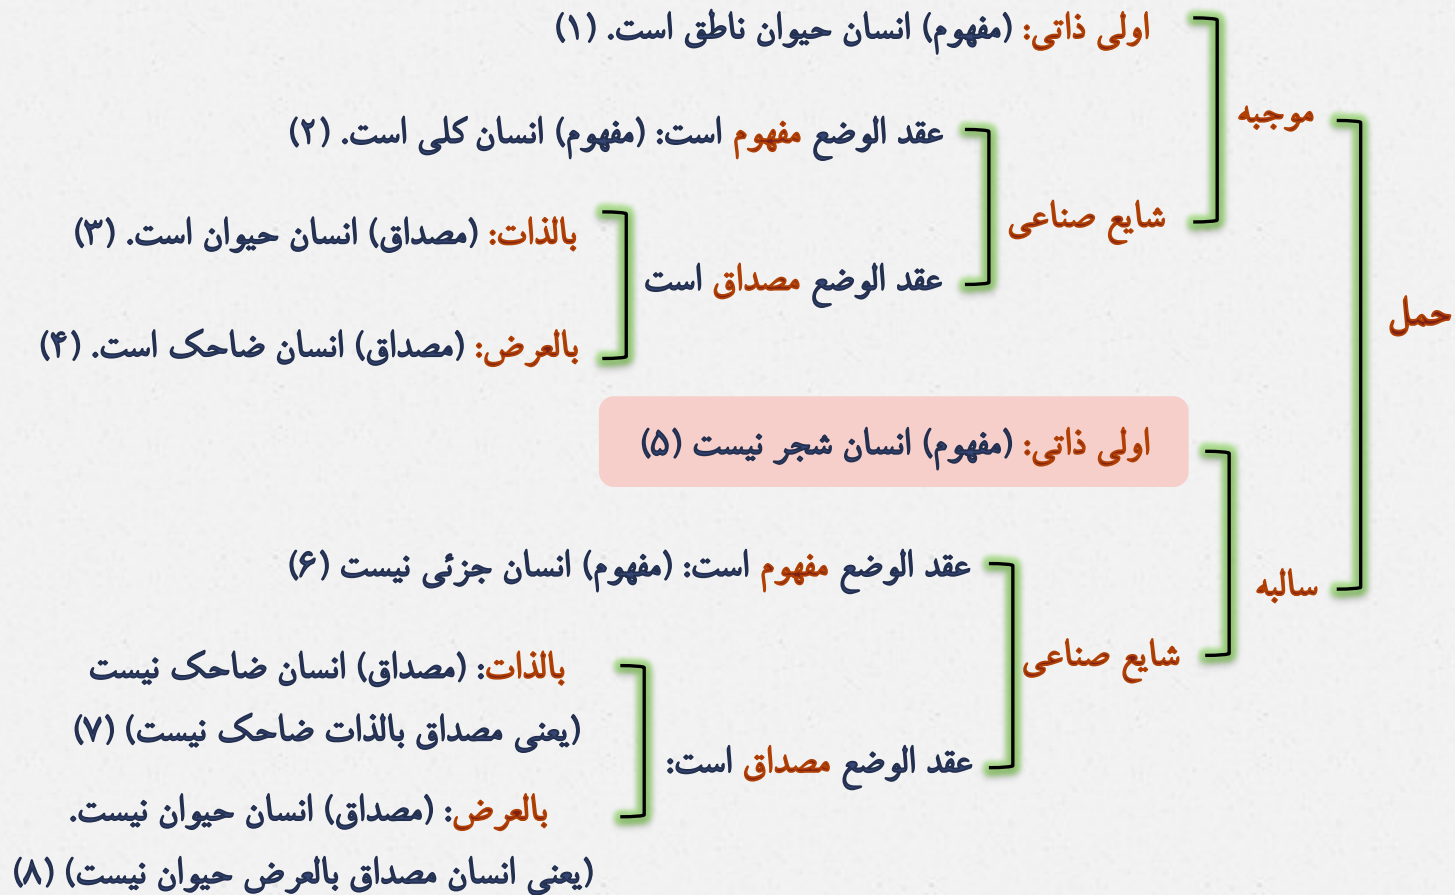 حمل
موجبه
اولی ذاتی: (مفهوم) انسان حیوان ناطق است. (۱)
شایع صناعی
عقد الوضع مفهوم است: (مفهوم) انسان کلی است. (۲)
عقد الوضع مصداق است
بالذات: (مصداق) انسان حیوان است. (۳)
بالعرض: (مصداق) انسان ضاحک است. (۴)
سالبه
اولی ذاتی: (مفهوم) انسان شجر نیست (۵)
شایع صناعی
عقد الوضع مفهوم است: (مفهوم) انسان جزئی نیست (۶)
عقد الوضع مصداق است:
بالذات: (مصداق) انسان ضاحک نیست
(یعنی مصداق بالذات ضاحک نیست) (۷)
بالعرض: (مصداق) انسان حیوان نیست.
(یعنی انسان مصداق بالعرض حیوان نیست) (۸)